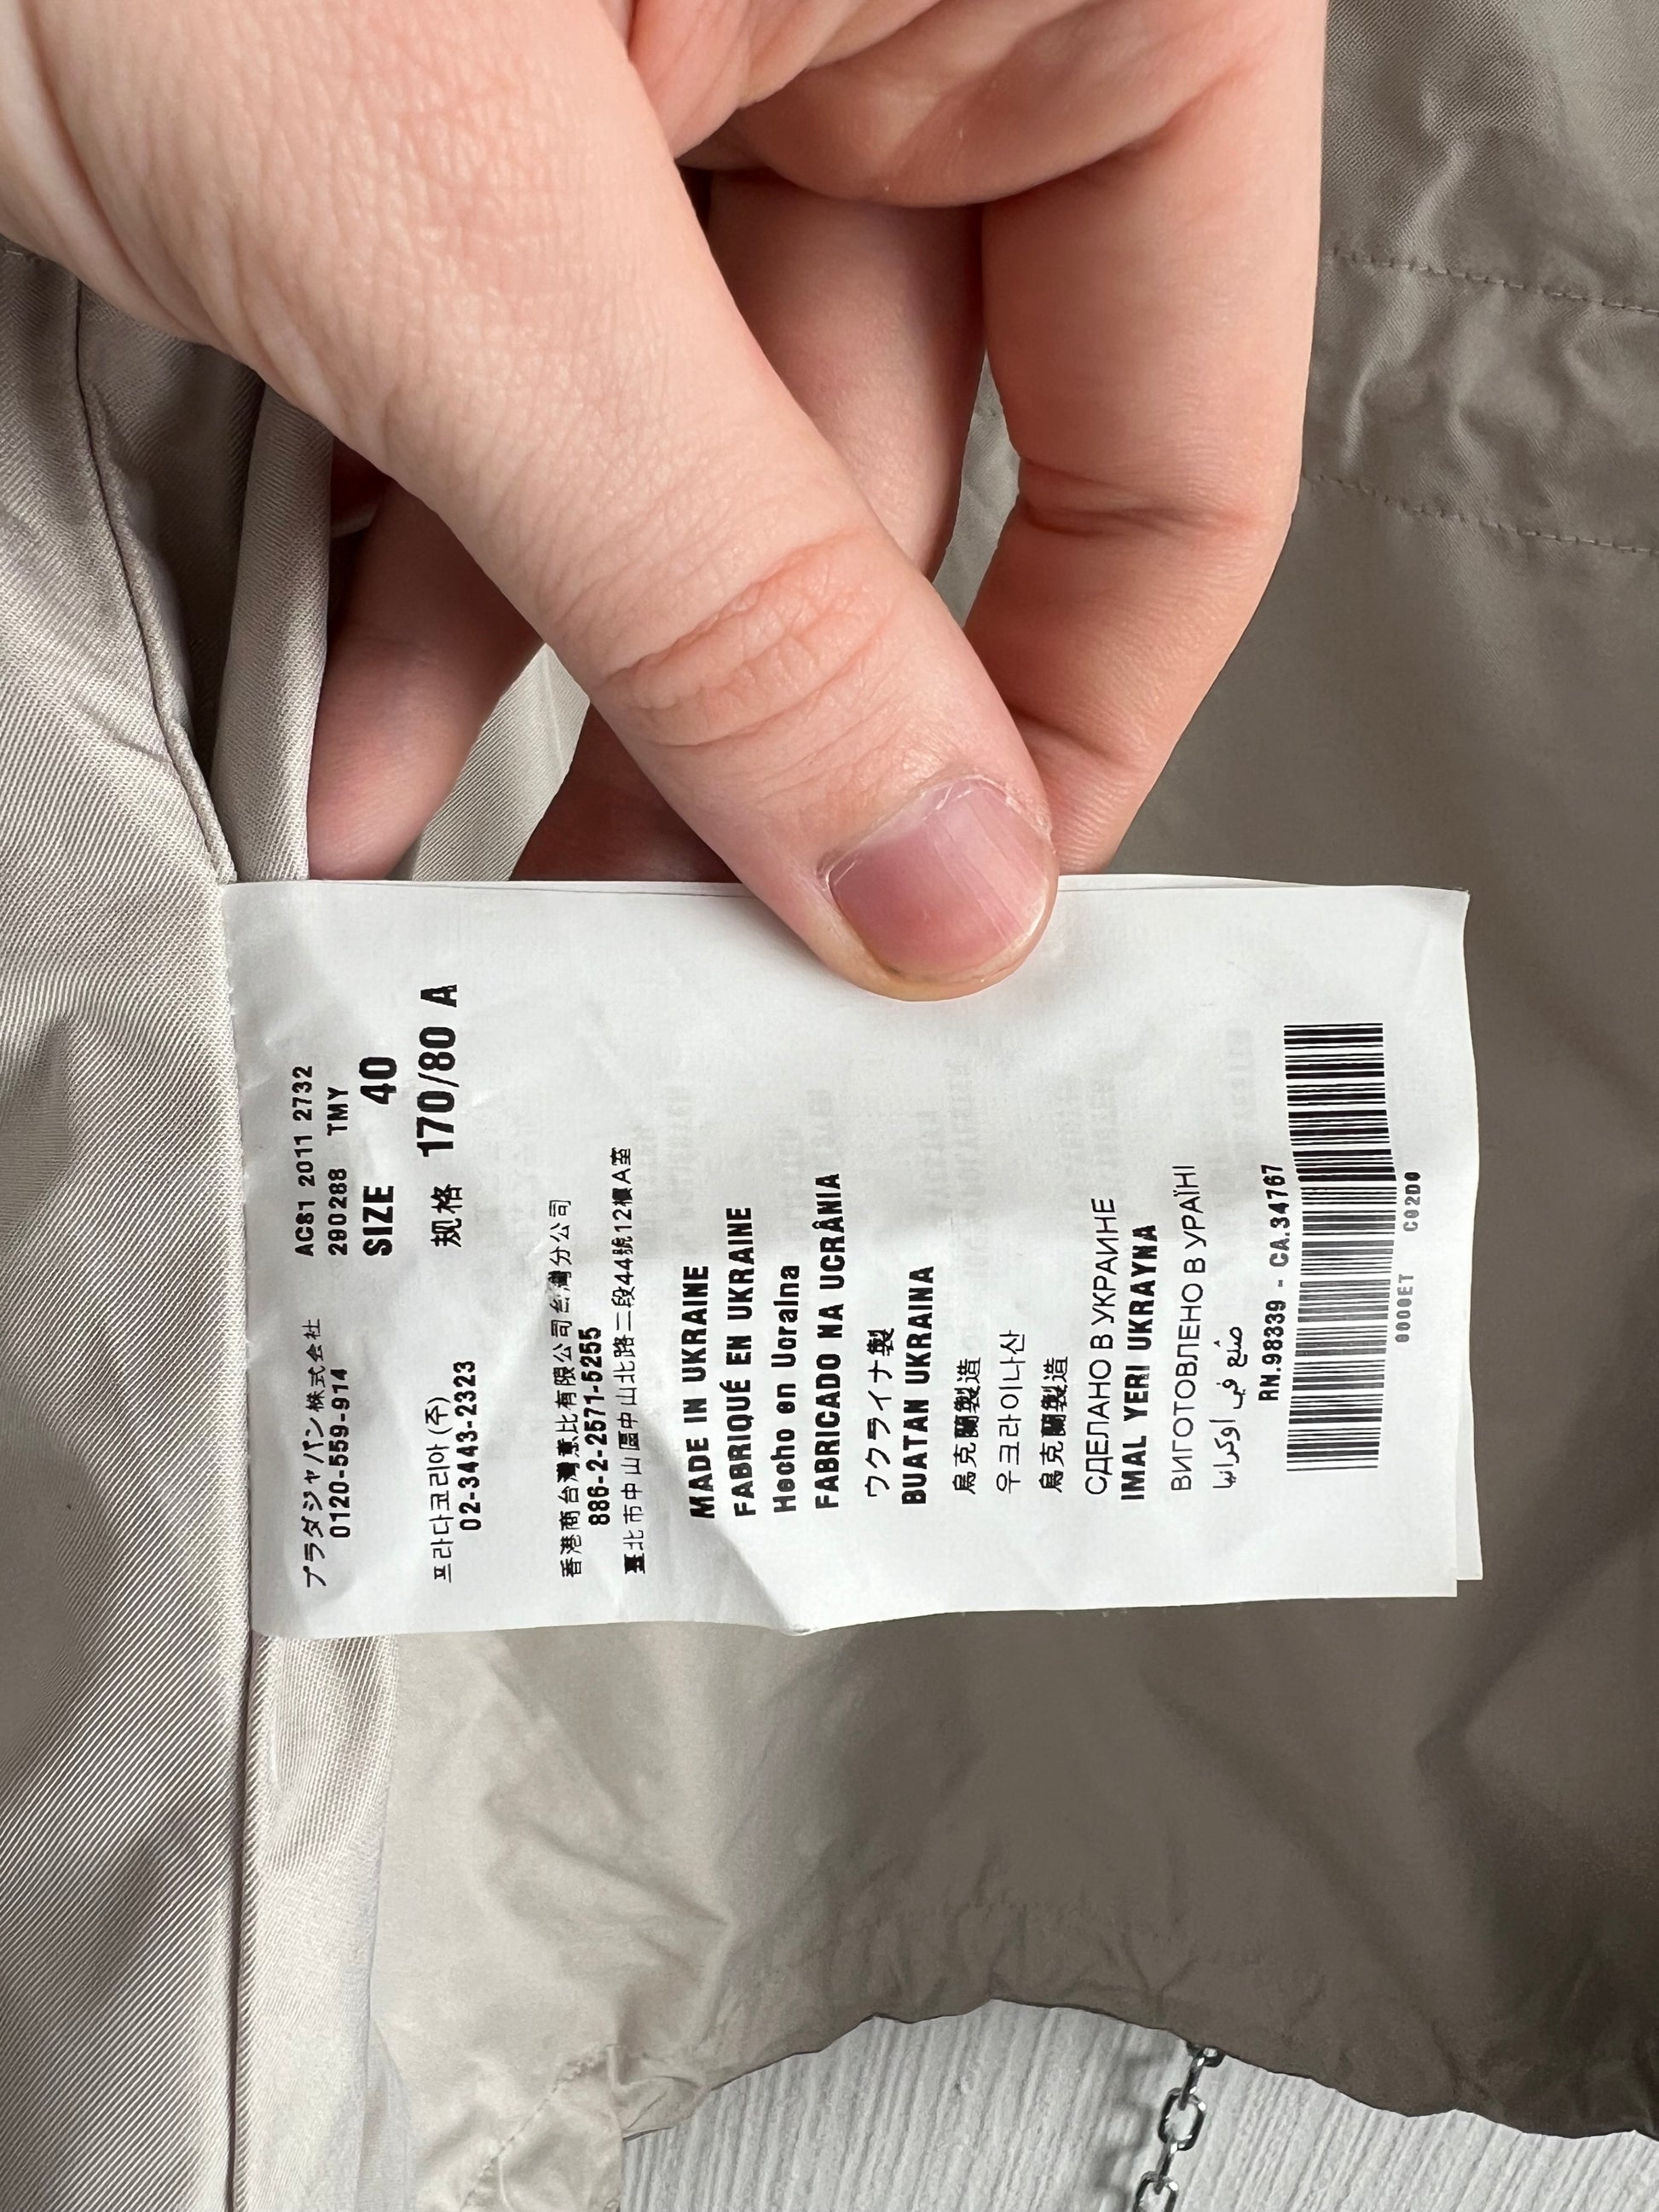 プラダジャパン株式会社 AC81 2011 2732
0120-559-914 290288 TMY
SIZE 40
프라다코리아(주) 规格 170/80 A
02-3443-2323
香港商台灣薏比有限公司台灣分公司
886-2-2571-5255
臺北市中山區中山北路二段44號12樓A室
MADE IN UKRAINE
FABRIQUÉ EN UKRAINE
Hecho en Ucraina
FABRICADO NA UCRÂNIA
ウクライナ製
BUATAN UKRAINA
烏克蘭製造
우크라이나산
烏克蘭製造
СДЕЛАНО В УКРАИНЕ
IMAL YERI UKRAYNA
ВИГОТОВЛЕНО В УРАЇНІ
صُنع في أوكرانيا
RN.98339 - CA.34767
0000ET C02D0